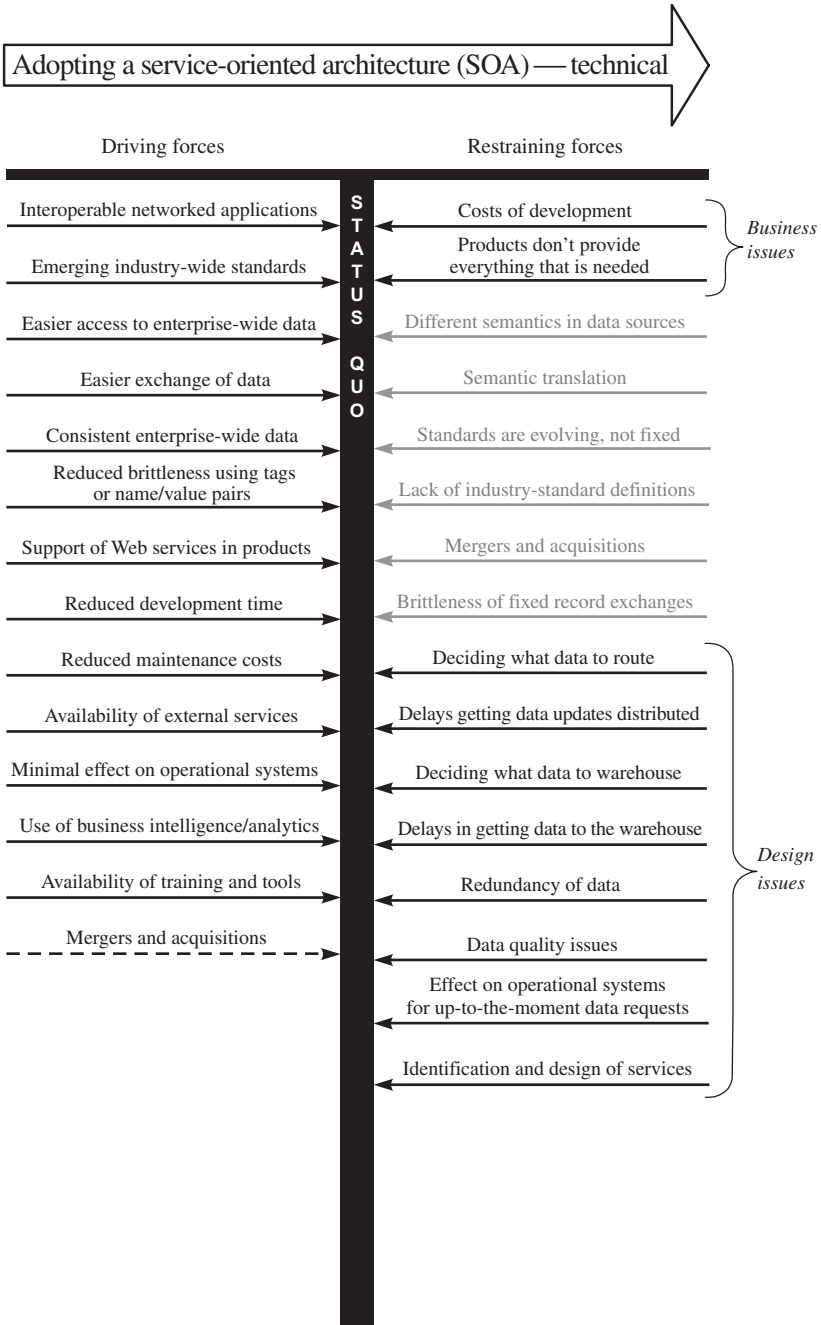 Adopting a service-oriented architecture (SOA) — technical
Driving forces
Restraining forces
STATUS QUO
Interoperable networked applications
Emerging industry-wide standards
Easier access to enterprise-wide data
Easier exchange of data
Consistent enterprise-wide data
Reduced brittleness using tags
or name/value pairs
Support of Web services in products
Reduced development time
Reduced maintenance costs
Availability of external services
Minimal effect on operational systems
Use of business intelligence/analytics
Availability of training and tools
Mergers and acquisitions
Costs of development
Products don’t provide
everything that is needed
Business
issues
Different semantics in data sources
Semantic translation
Standards are evolving, not fixed
Lack of industry-standard definitions
Mergers and acquisitions
Brittleness of fixed record exchanges
Deciding what data to route
Delays getting data updates distributed
Deciding what data to warehouse
Delays in getting data to the warehouse
Redundancy of data
Data quality issues
Effect on operational systems
for up-to-the-moment data requests
Identification and design of services
Design
issues